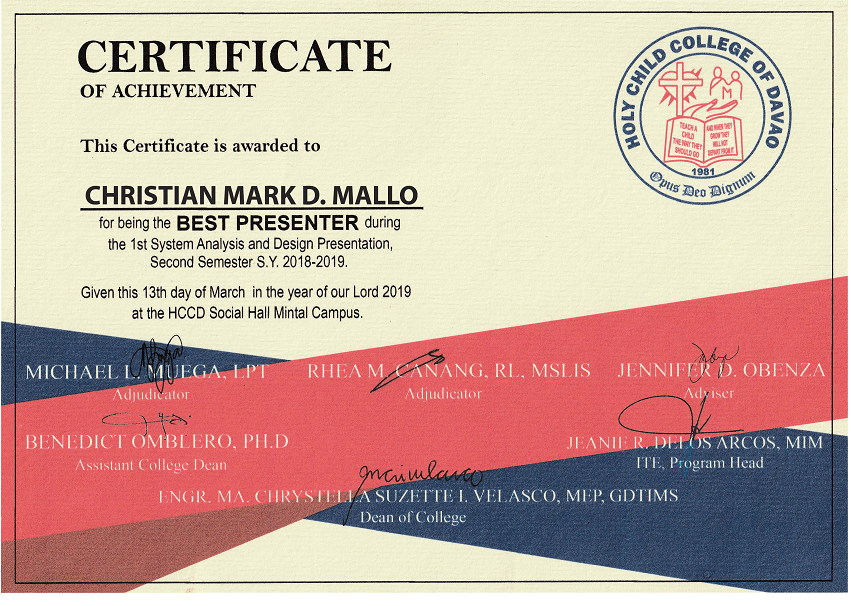 CERTIFICATE
OF ACHIEVEMENT
HOLY CHILD COLLEGE OF DAVAO
TEACH A
CHILD
THE WAY THEY
SHOULD GO
AND WHEN THEY
GROW THEY
WILL NOT
DEPART FROM IT
M
1981
Opus Deo Dignum
This Certificate is awarded to
CHRISTIAN MARK D. MALLO
for being the BEST PRESENTER during
the 1st System Analysis and Design Presentation,
Second Semester S.Y. 2018-2019.
Given this 13th day of March in the year of our Lord 2019
at the HCCD Social Hall Mintal Campus.
MICHAEL L. MUEGA, LPT
Adjudicator
RHEA M. CANANG, RL, MSLIS
Adjudicator
JENNIFER D. OBENZA
Adviser
BENEDICT OMBLERO, PH.D
Assistant College Dean
JEANIE R. DELOS ARCOS, MIM
ITE, Program Head
ENGR. MA. CHRYSTELLA SUZETTE I. VELASCO, MEP, GDTIMS
Dean of College